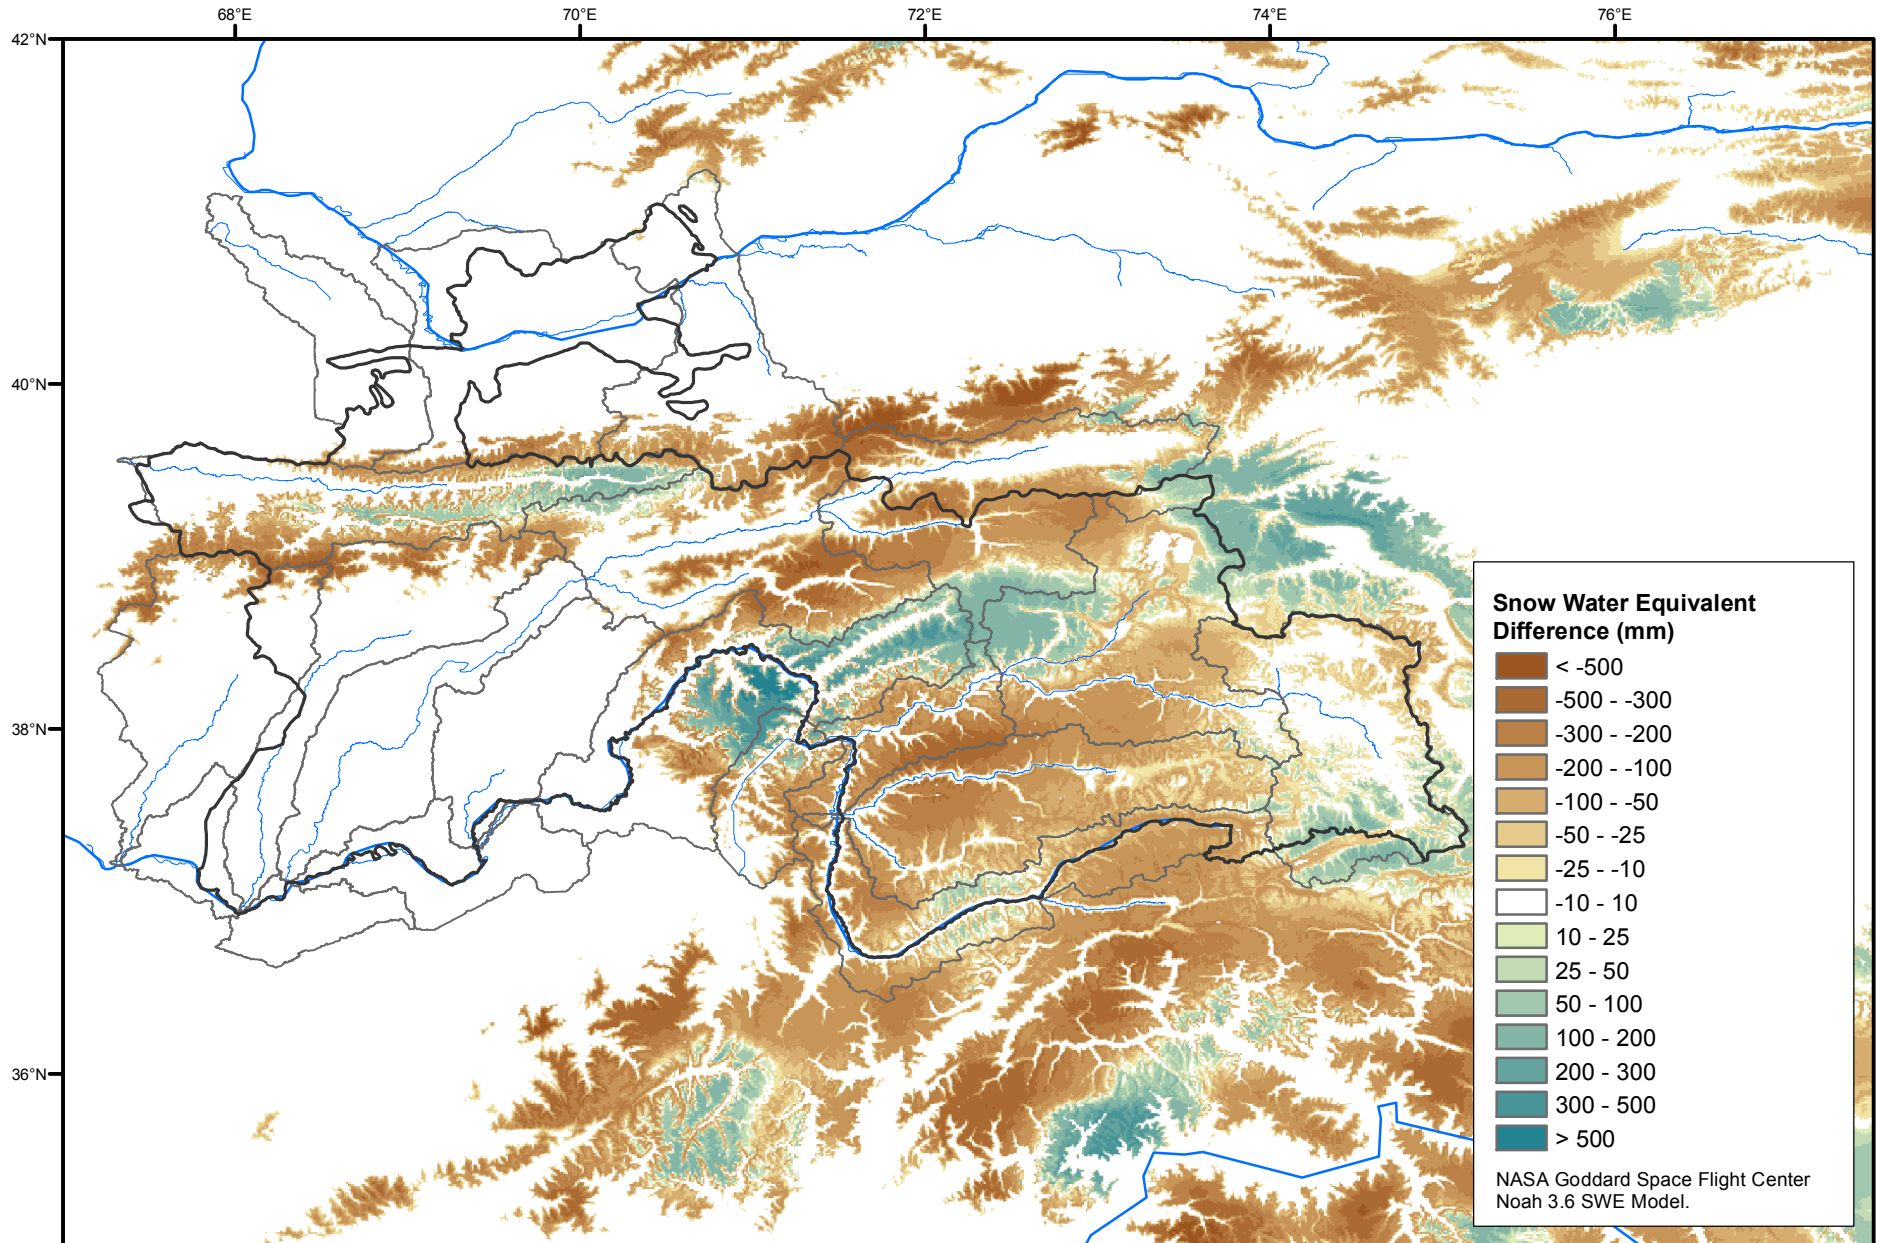 68°E
70°E
72°E
74°E
76°E
42°N
40°N
38°N
36°N
Snow Water Equivalent
Difference (mm)
< -500
-500 - -300
-300 - -200
-200 - -100
-100 - -50
-50 - -25
-25 - -10
-10 - 10
10 - 25
25 - 50
50 - 100
100 - 200
200 - 300
300 - 500
> 500
NASA Goddard Space Flight Center
Noah 3.6 SWE Model.